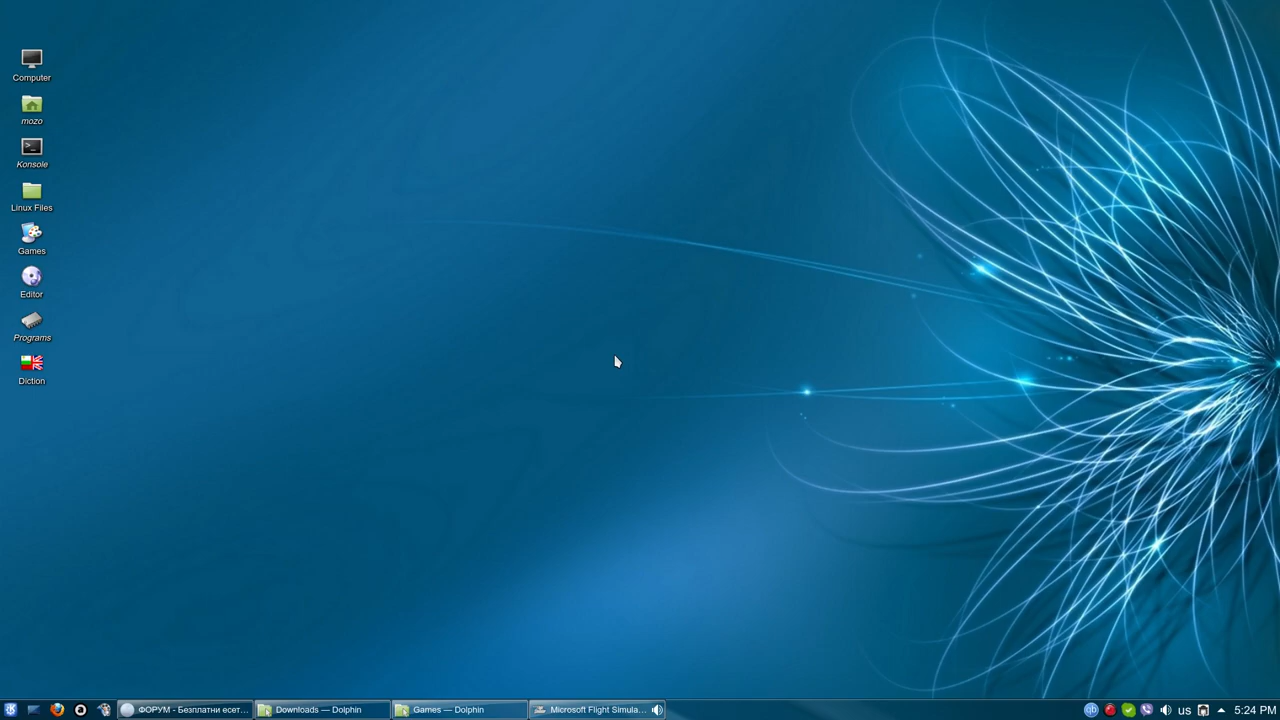 Computer
mozo
Konsole
Linux Files
Games
Editor
Programs
Diction
ФОРУМ - Безплатни есет...
Downloads — Dolphin
Games — Dolphin
Microsoft Flight Simula...
qb
us
5:24 PM